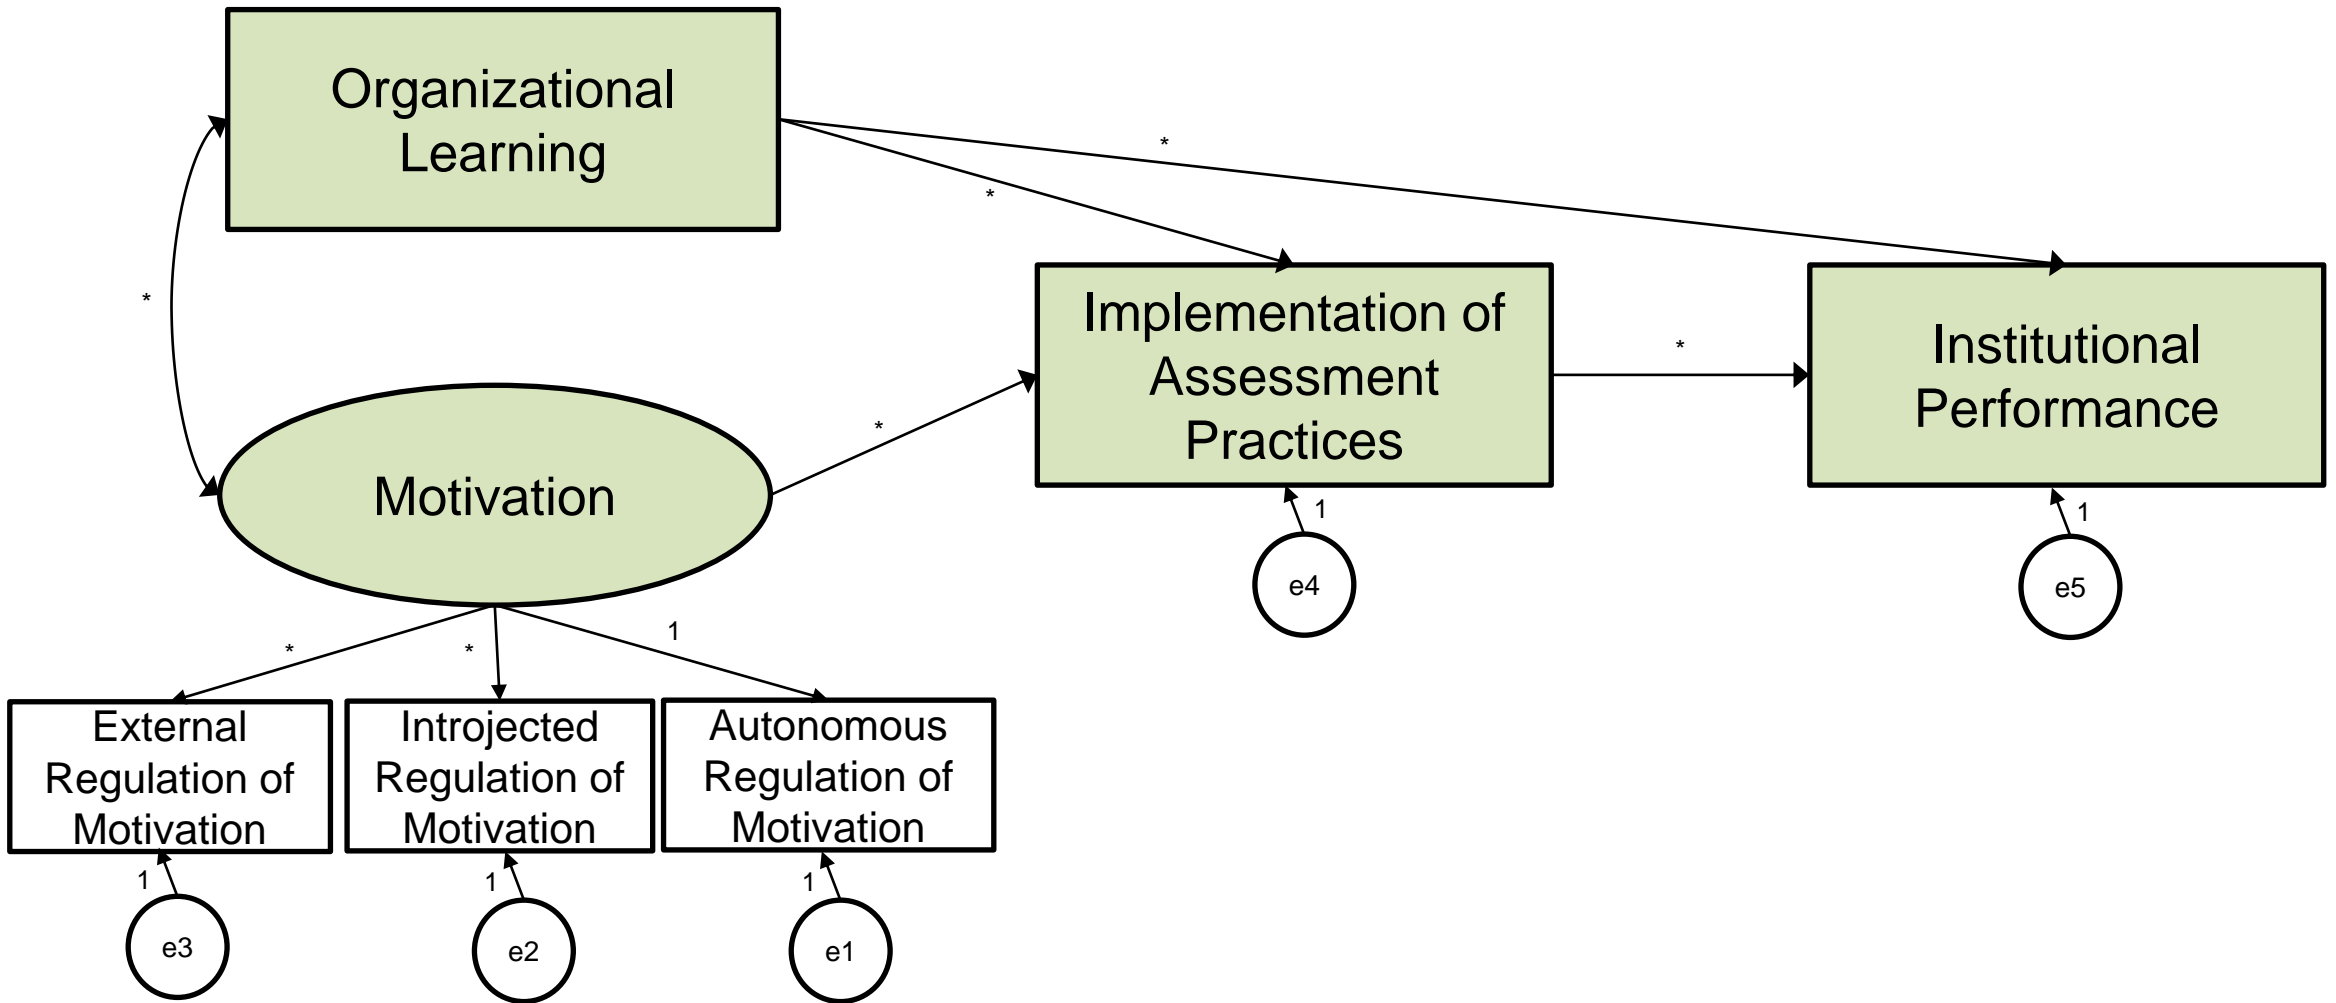 Organizational
Learning
*
*
*
Implementation of
Assessment
Practices
*
Institutional
Performance
*
Motivation
1
e4
1
e5
*
*
1
External
Regulation of
Motivation
Introjected
Regulation of
Motivation
Autonomous
Regulation of
Motivation
1
e3
1
e2
1
e1